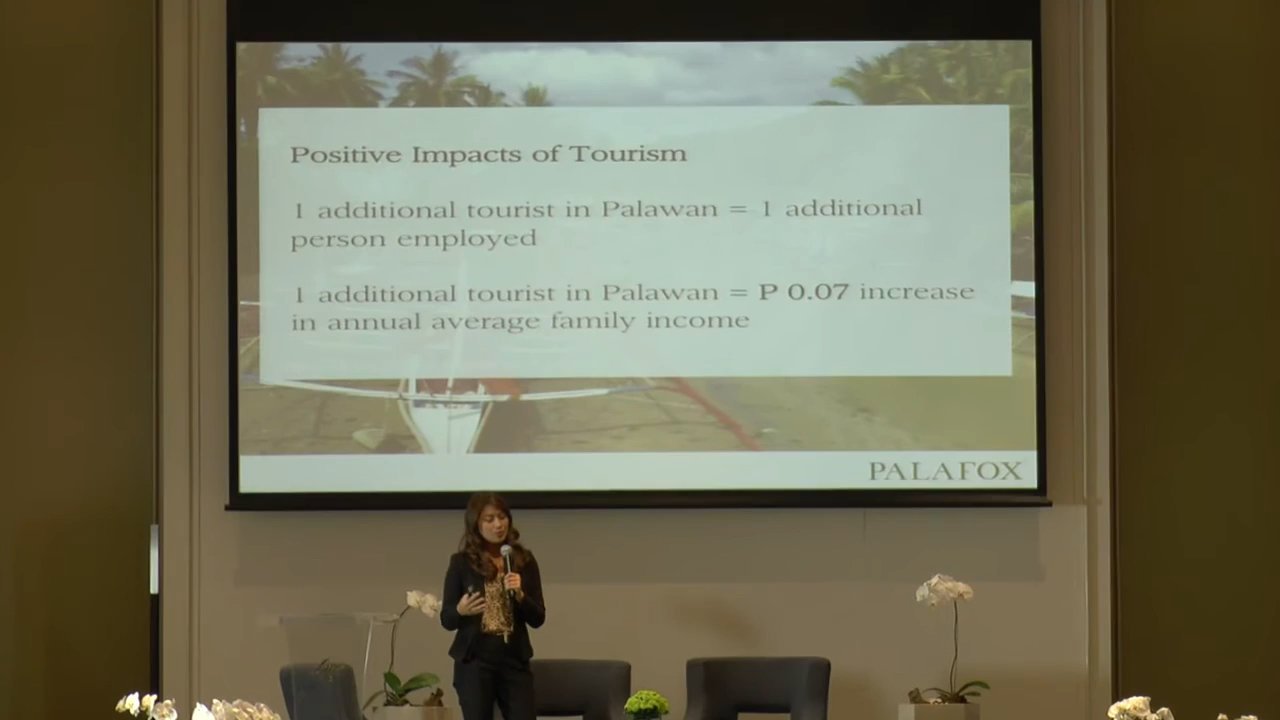 Positive Impacts of Tourism
1 additional tourist in Palawan = 1 additional
person employed
1 additional tourist in Palawan = P 0.07 increase
in annual average family income
PALAFOX